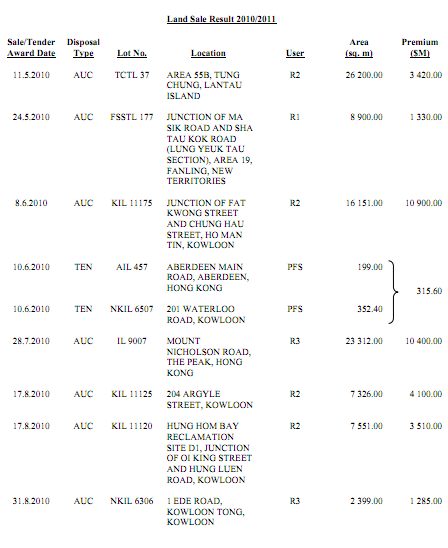 Land Sale Result 2010/2011
Sale/Tender Disposal Area Premium
Award Date Type Lot No. Location User (sq. m) ($M)
11.5.2010 AUC TCTL 37 AREA 55B, TUNG R2 26 200.00 3 420.00
CHUNG, LANTAU
ISLAND
24.5.2010 AUC FSSTL 177 JUNCTION OF MA R1 8 900.00 1 330.00
SIK ROAD AND SHA
TAU KOK ROAD
(LUNG YEUK TAU
SECTION), AREA 19,
FANLING, NEW
TERRITORIES
8.6.2010 AUC KIL 11175 JUNCTION OF FAT R2 16 151.00 10 900.00
KWONG STREET
AND CHUNG HAU
STREET, HO MAN
TIN, KOWLOON
10.6.2010 TEN AIL 457 ABERDEEN MAIN PFS 199.00
ROAD, ABERDEEN,
HONG KONG
315.60
10.6.2010 TEN NKIL 6507 201 WATERLOO PFS 352.40
ROAD, KOWLOON
28.7.2010 AUC IL 9007 MOUNT R3 23 312.00 10 400.00
NICHOLSON ROAD,
THE PEAK, HONG
KONG
17.8.2010 AUC KIL 11125 204 ARGYLE R2 7 326.00 4 100.00
STREET, KOWLOON
17.8.2010 AUC KIL 11120 HUNG HOM BAY R2 7 551.00 3 510.00
RECLAMATION
SITE D1, JUNCTION
OF OI KING STREET
AND HUNG LUEN
ROAD, KOWLOON
31.8.2010 AUC NKIL 6306 1 EDE ROAD, R3 2 399.00 1 285.00
KOWLOON TONG,
KOWLOON